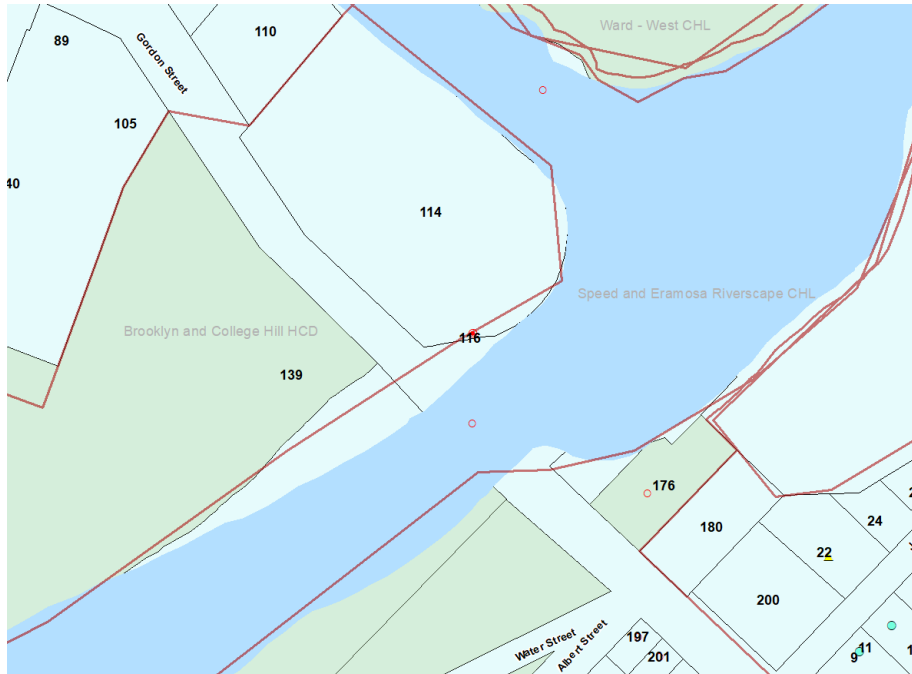 Ward - West CHL
89
110
Gordon Street
105
40
114
Speed and Eramosa Riverscape CHL
Brooklyn and College Hill HCD
116
139
176
180
24
22
200
197
201
Water Street
Albert Street
9
11